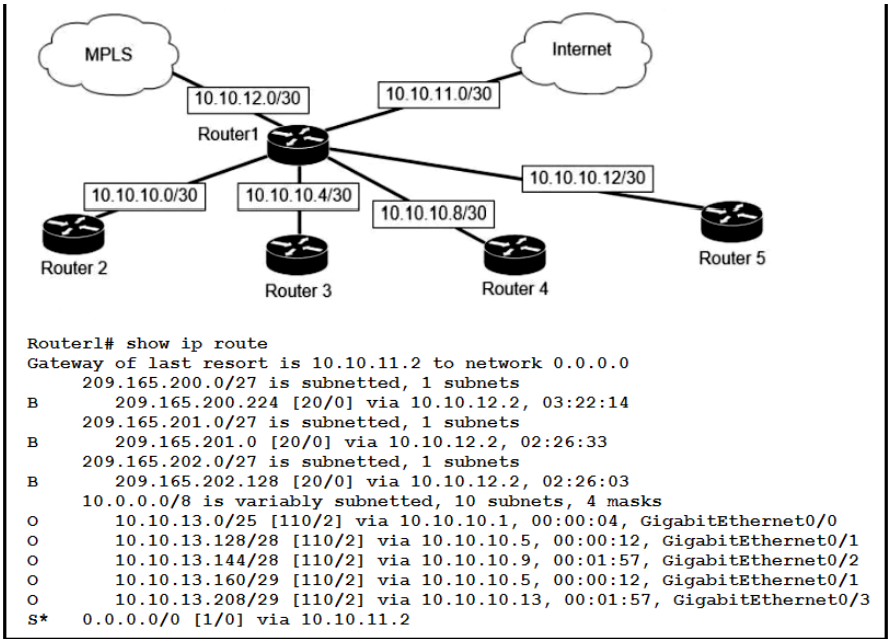 MPLS
Internet
10.10.12.0/30
10.10.11.0/30
Router1
10.10.10.12/30
10.10.10.0/30
10.10.10.4/30
10.10.10.8/30
Router 2
Router 3
Router 4
Router 5
Router1# show ip route
Gateway of last resort is 10.10.11.2 to network 0.0.0.0
209.165.200.0/27 is subnetted, 1 subnets
B 209.165.200.224 [20/0] via 10.10.12.2, 03:22:14
209.165.201.0/27 is subnetted, 1 subnets
B 209.165.201.0 [20/0] via 10.10.12.2, 02:26:33
209.165.202.0/27 is subnetted, 1 subnets
B 209.165.202.128 [20/0] via 10.10.12.2, 02:26:03
10.0.0.0/8 is variably subnetted, 10 subnets, 4 masks
O 10.10.13.0/25 [110/2] via 10.10.10.1, 00:00:04, GigabitEthernet0/0
O 10.10.13.128/28 [110/2] via 10.10.10.5, 00:00:12, GigabitEthernet0/1
O 10.10.13.144/28 [110/2] via 10.10.10.9, 00:01:57, GigabitEthernet0/2
O 10.10.13.160/29 [110/2] via 10.10.10.5, 00:00:12, GigabitEthernet0/1
O 10.10.13.208/29 [110/2] via 10.10.10.13, 00:01:57, GigabitEthernet0/3
S* 0.0.0.0/0 [1/0] via 10.10.11.2